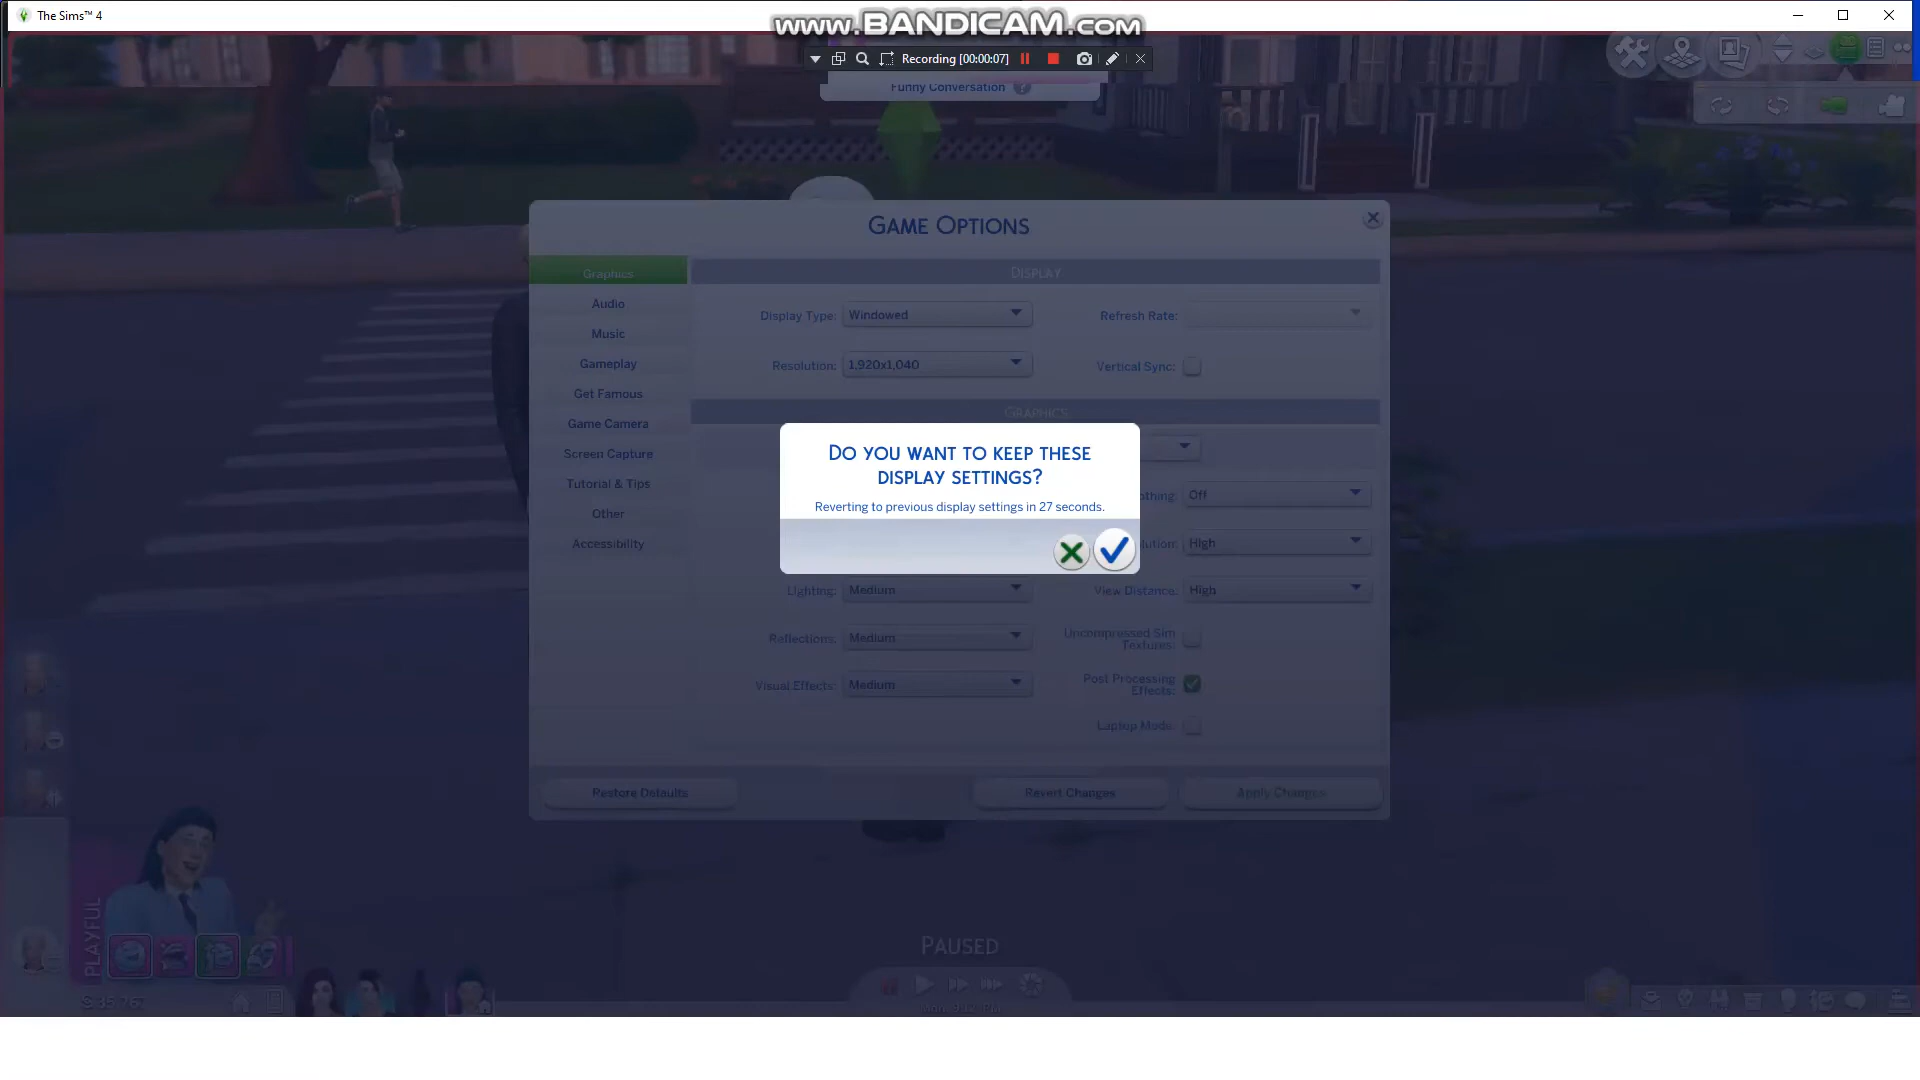 The Sims™ 4
www.BANDICAM.com
Recording [00:00:07]
Funny Conversation ?
GAME OPTIONS
Graphics
Audio
Music
Gameplay
Get Famous
Game Camera
Screen Capture
Tutorial & Tips
Other
Accessibility
DISPLAY
Display Type: Windowed
Refresh Rate:
Resolution: 1,920x1,040
Vertical Sync:
GRAPHICS
DO YOU WANT TO KEEP THESE
DISPLAY SETTINGS?
Reverting to previous display settings in 27 seconds.
Off
High
Lighting: Medium
View Distance: High
Reflections: Medium
Uncompressed Sim
Textures:
Visual Effects: Medium
Post Processing
Effects:
Laptop Mode:
Restore Defaults
Revert Changes
Apply Changes
PLAYFUL
PAUSED